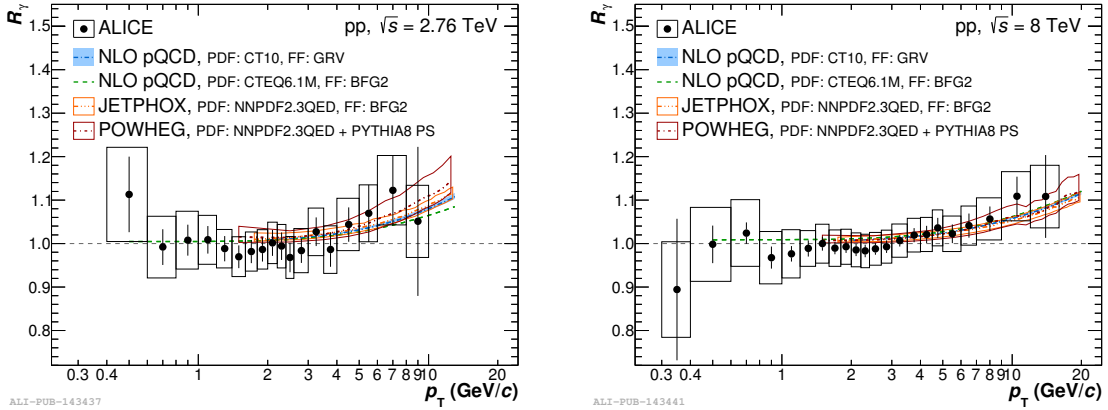 Rγ
pp, √s = 2.76 TeV
1.5
1.4
1.3
1.2
1.1
1.0
0.9
0.8
ALICE
NLO pQCD, PDF: CT10, FF: GRV
NLO pQCD, PDF: CTEQ6.1M, FF: BFG2
JETPHOX, PDF: NNPDF2.3QED, FF: BFG2
POWHEG, PDF: NNPDF2.3QED + PYTHIA8 PS
0.3 0.4 1 2 3 4 5 6 7 8 9 10 20
pT (GeV/c)
ALI-PUB-143437
Rγ
pp, √s = 8 TeV
1.5
1.4
1.3
1.2
1.1
1.0
0.9
0.8
ALICE
NLO pQCD, PDF: CT10, FF: GRV
NLO pQCD, PDF: CTEQ6.1M, FF: BFG2
JETPHOX, PDF: NNPDF2.3QED, FF: BFG2
POWHEG, PDF: NNPDF2.3QED + PYTHIA8 PS
0.3 0.4 1 2 3 4 5 6 7 8 9 10 20
pT (GeV/c)
ALI-PUB-143441